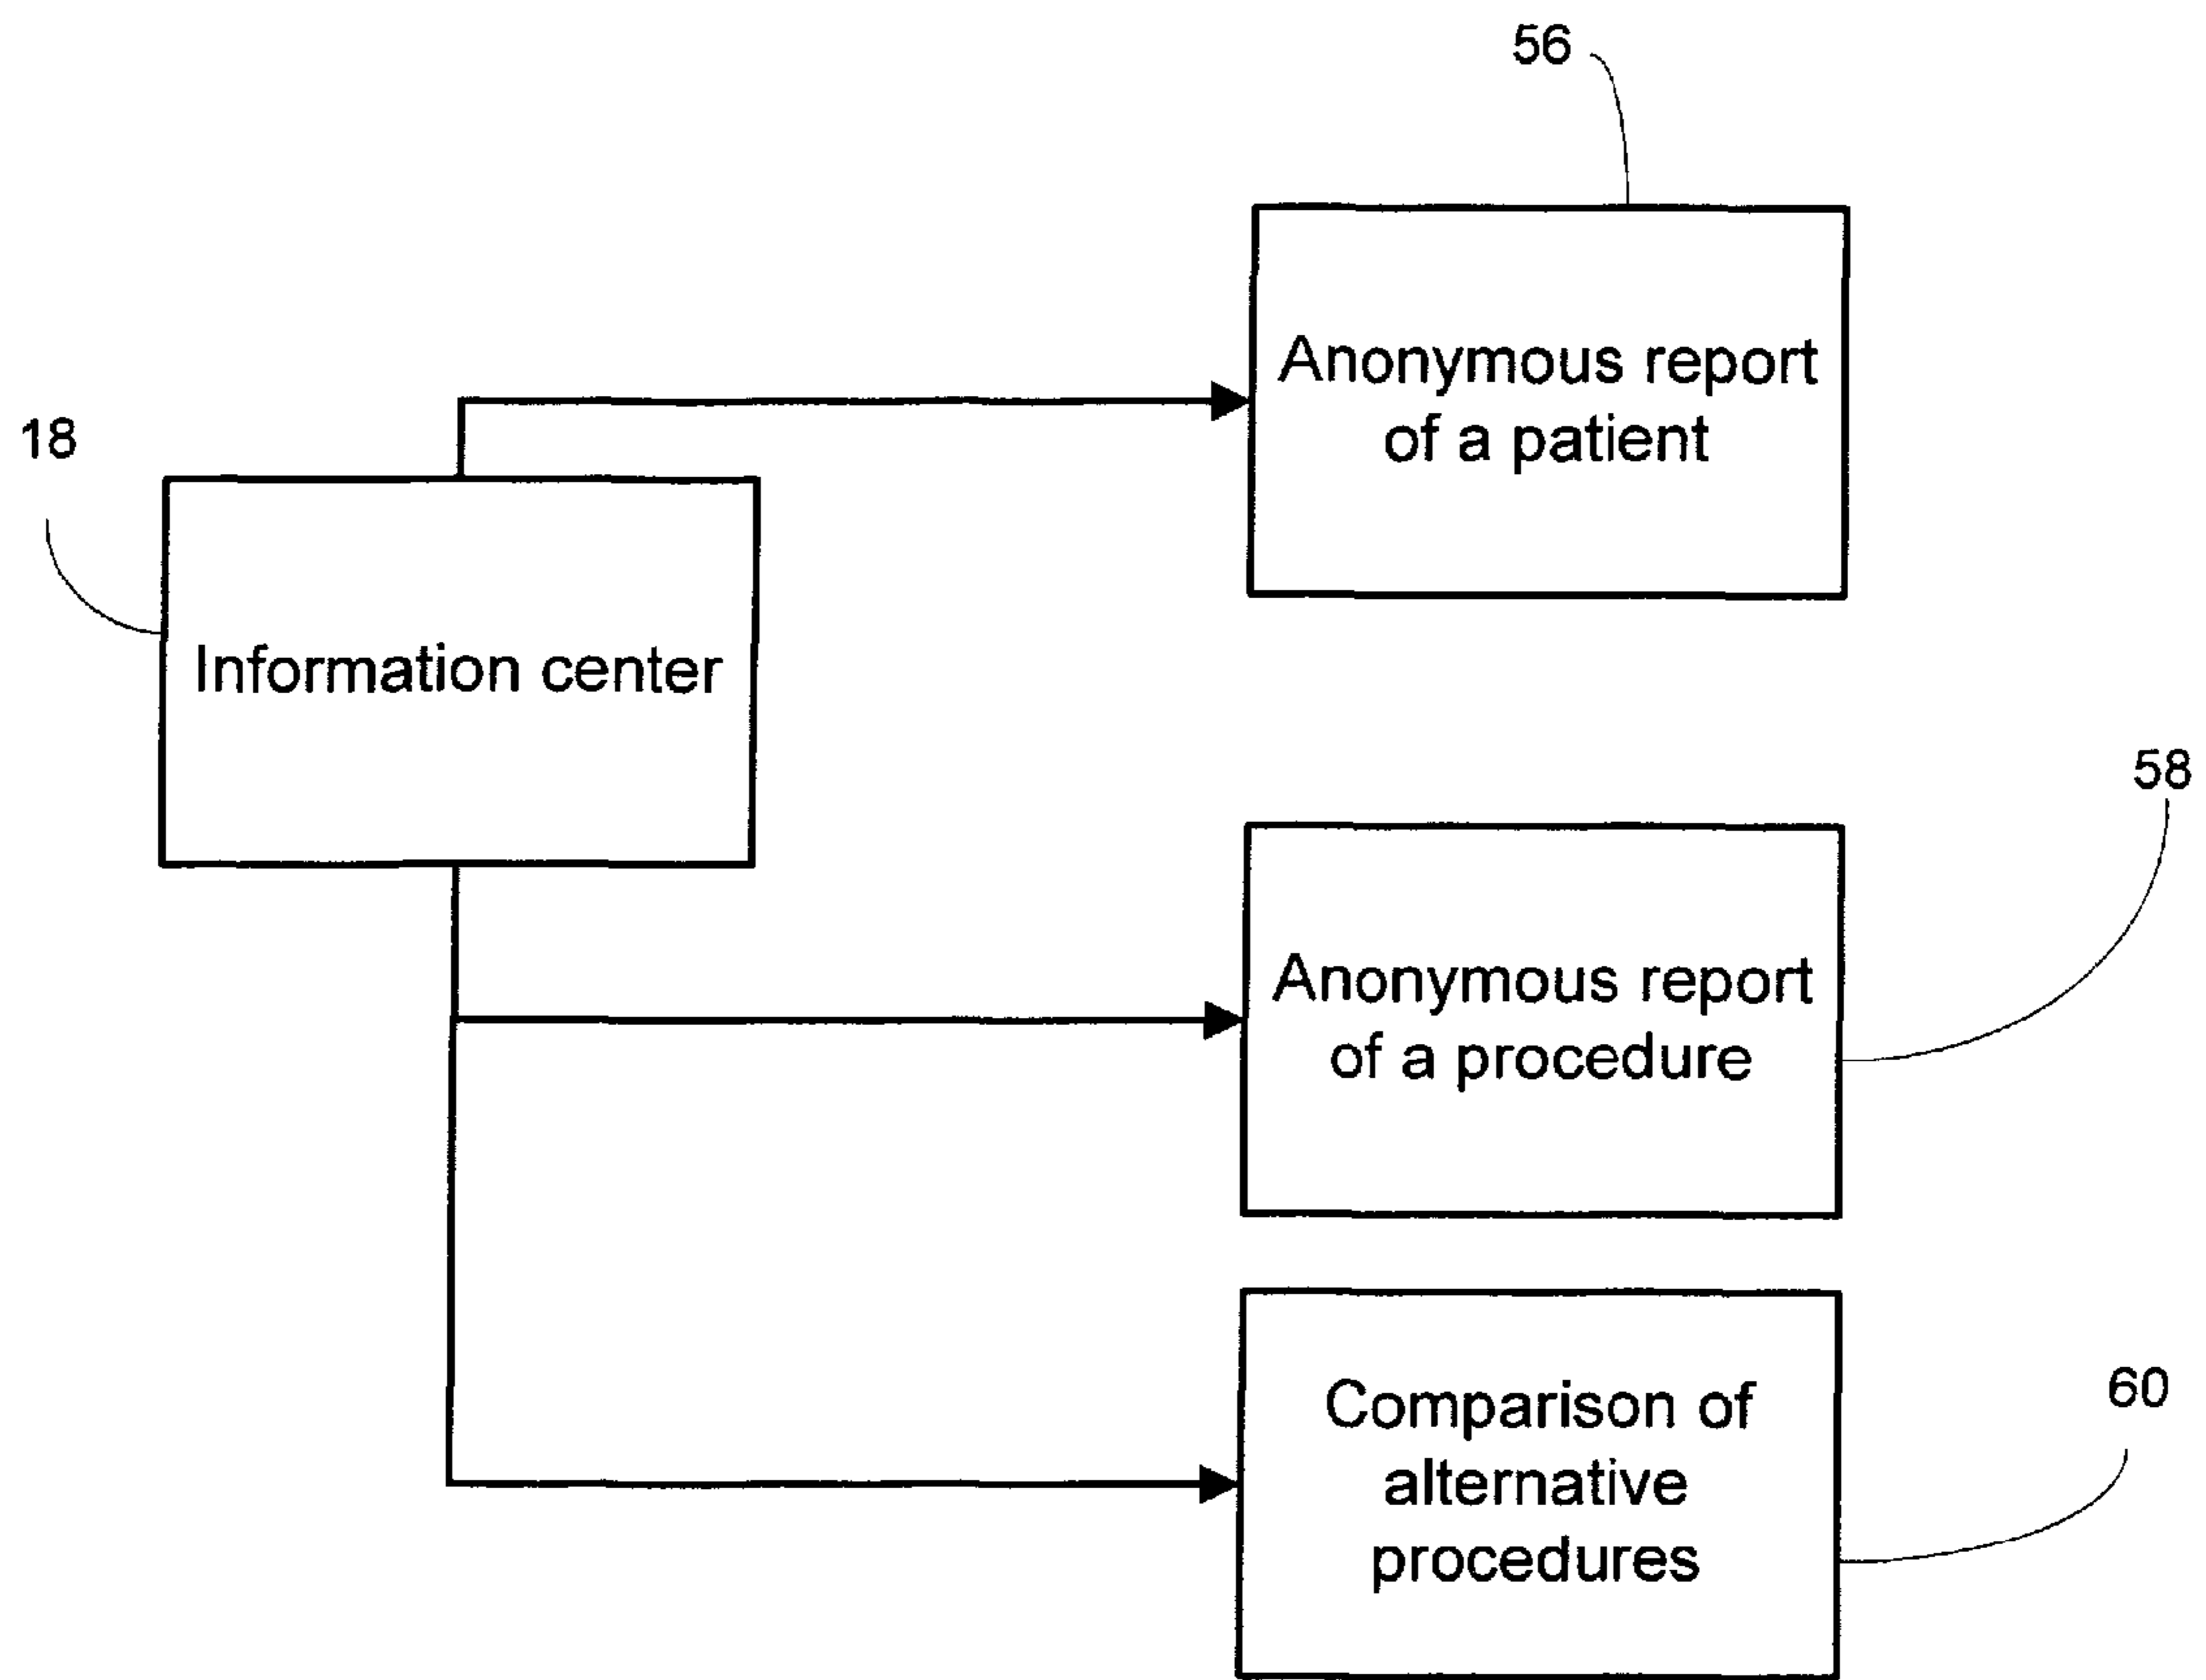 56
Anonymous report
of a patient
18
Information center
58
Anonymous report
of a procedure
60
Comparison of
alternative
procedures